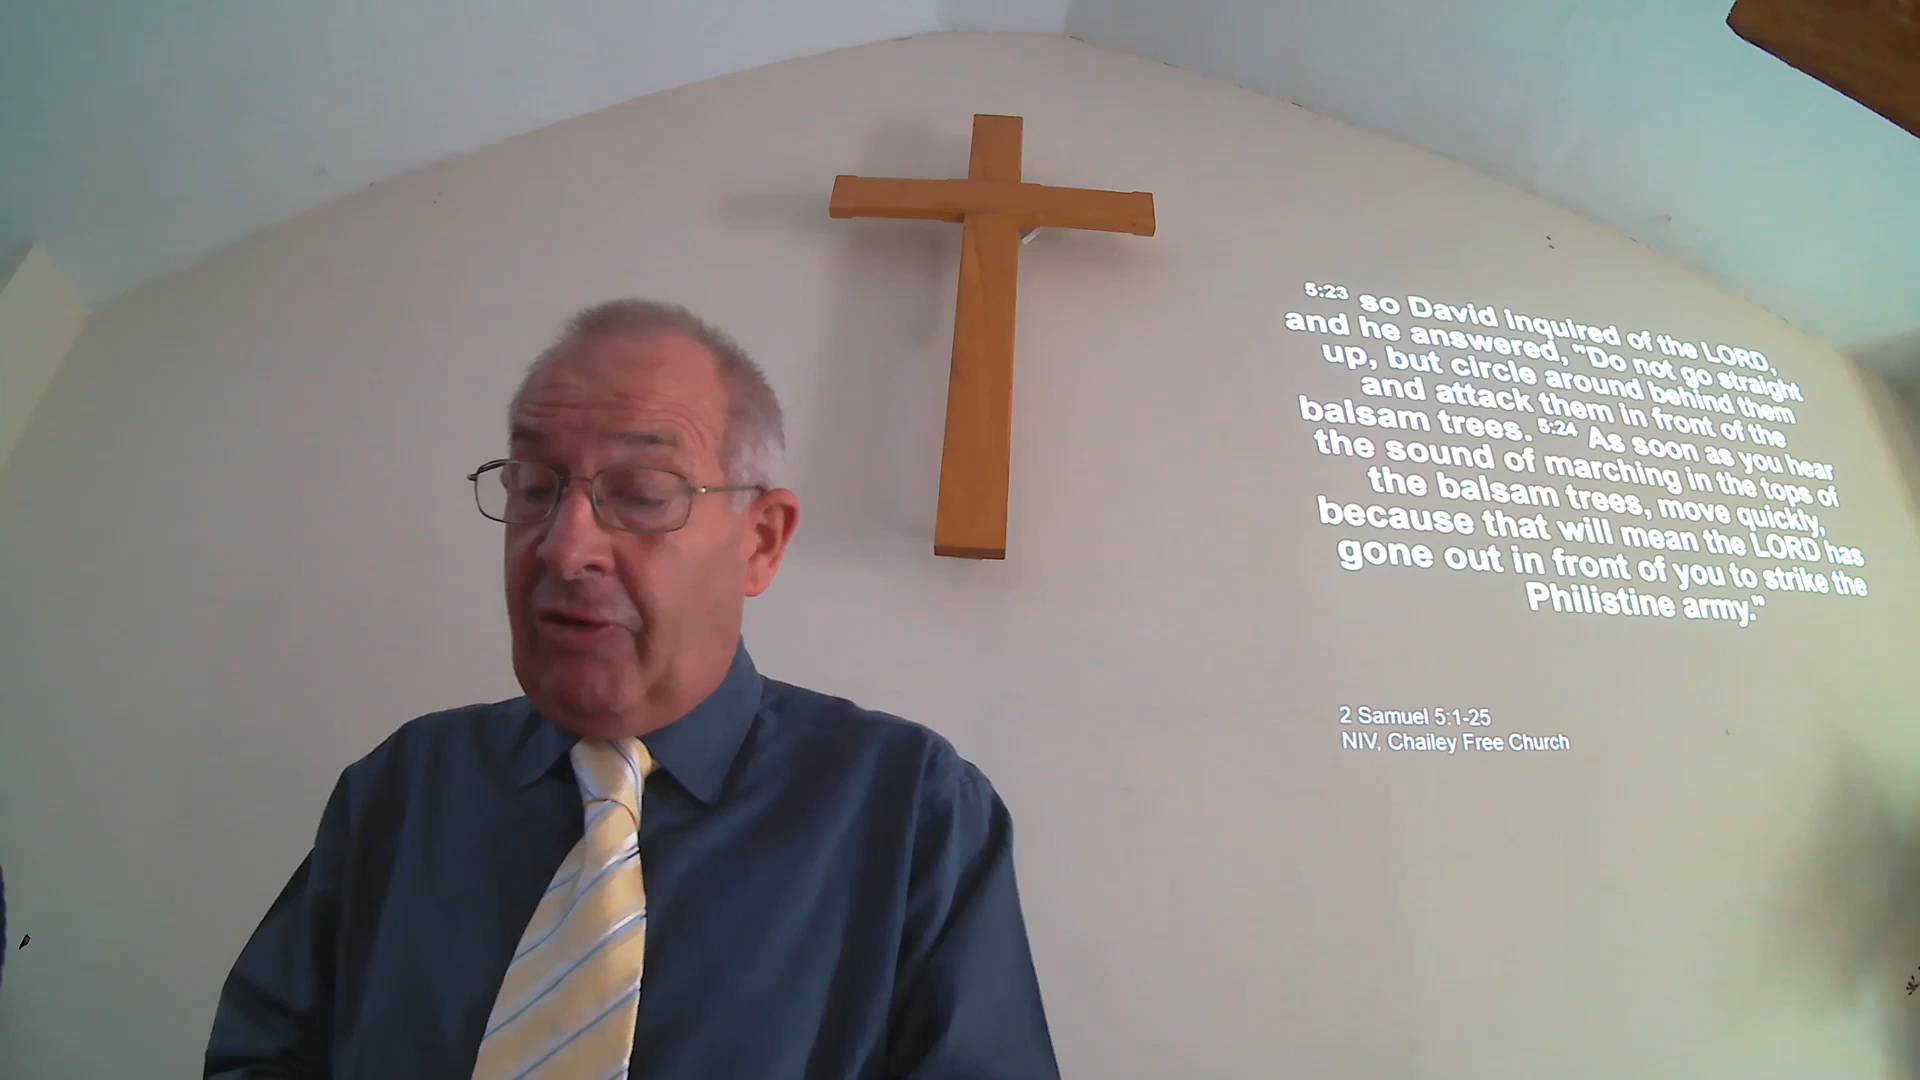 5:23 so David inquired of the LORD,
and he answered, "Do not go straight
up, but circle around behind them
and attack them in front of the
balsam trees. 5:24 As soon as you hear
the sound of marching in the tops of
the balsam trees, move quickly,
because that will mean the LORD has
gone out in front of you to strike the
Philistine army."
2 Samuel 5:1-25
NIV, Chailey Free Church